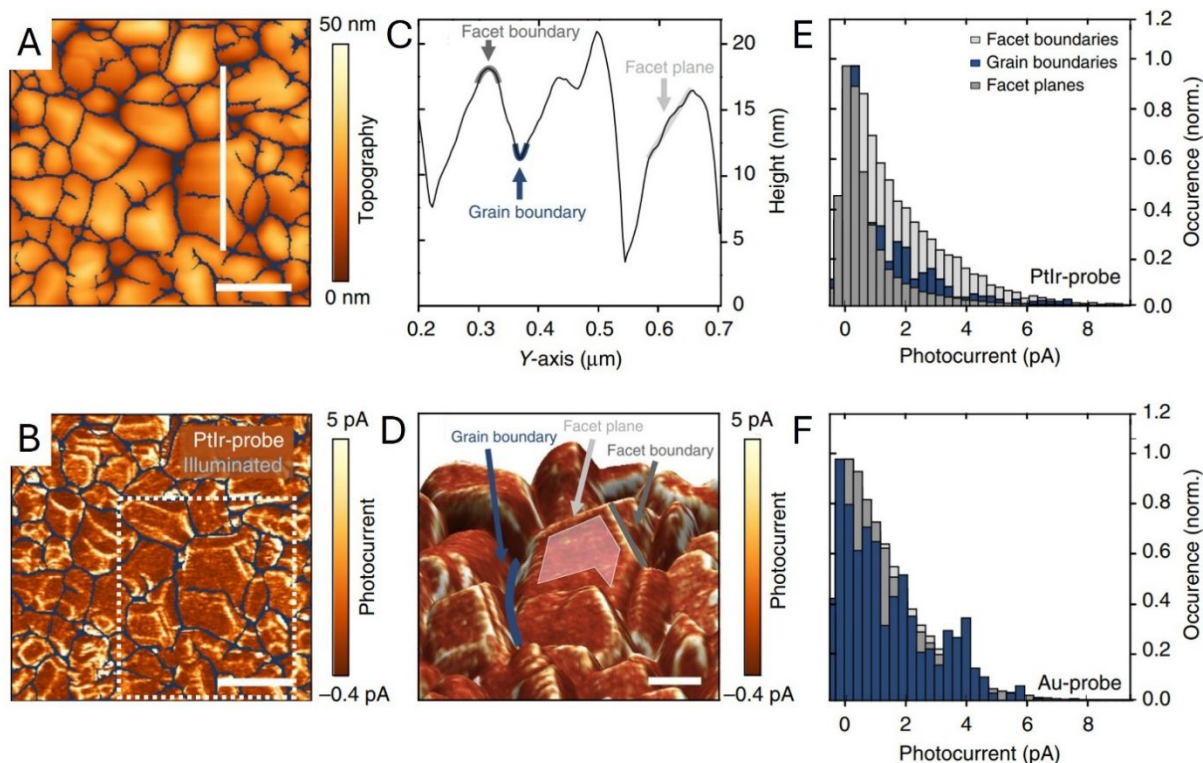 A
50 nm
Topography
0 nm
C
Facet boundary
Facet plane
Grain boundary
20
15
10
5
0
Height (nm)
0.2 0.3 0.4 0.5 0.6 0.7
Y-axis (μm)
E
Facet boundaries
Grain boundaries
Facet planes
1.2
1.0
0.8
0.6
0.4
0.2
0.0
Occurence (norm.)
PtIr-probe
0 2 4 6 8
Photocurrent (pA)
B
PtIr-probe
Illuminated
5 pA
Photocurrent
–0.4 pA
D
Grain boundary
Facet plane
Facet boundary
5 pA
Photocurrent
–0.4 pA
F
1.2
1.0
0.8
0.6
0.4
0.2
0.0
Occurence (norm.)
Au-probe
0 2 4 6 8
Photocurrent (pA)